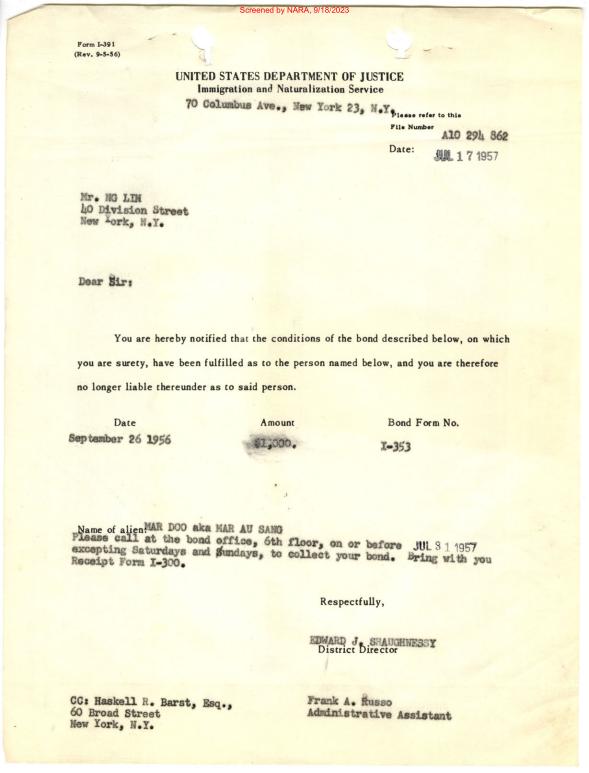 Screened by NARA, 9/18/2023
Form I-391
(Rev. 9-5-56)
UNITED STATES DEPARTMENT OF JUSTICE
Immigration and Naturalization Service
70 Columbus Ave., New York 23, N.Y.
Please refer to this
File Number
A10 294 862
Date: JUL 17 1957
Mr. NG LIN
40 Division Street
New York, N.Y.
Dear Sir:
You are hereby notified that the conditions of the bond described below, on which
you are surety, have been fulfilled as to the person named below, and you are therefore
no longer liable thereunder as to said person.
Date Amount Bond Form No.
September 26 1956 $1,000. I-353
Name of alien: MAR DOO aka MAR AU SANG
Please call at the bond office, 6th floor, on or before JUL 31 1957
excepting Saturdays and Sundays, to collect your bond. Bring with you
Receipt Form I-300.
Respectfully,
EDWARD J. SHAUGHNESSY
District Director
CC: Haskell R. Barst, Esq.,
60 Broad Street
New York, N.Y.
Frank A. Russo
Administrative Assistant